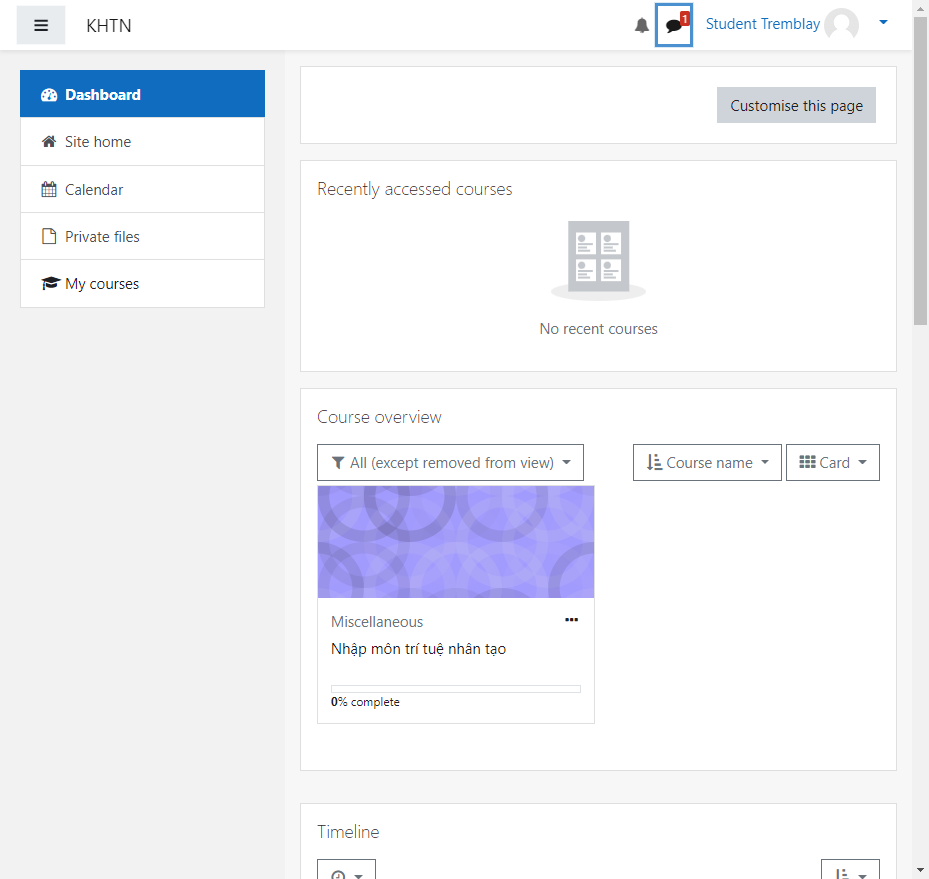 KHTN
1
Student Tremblay
Dashboard
Site home
Calendar
Private files
My courses
Customise this page
Recently accessed courses
No recent courses
Course overview
All (except removed from view)
Course name
Card
Miscellaneous
Nhập môn trí tuệ nhân tạo
0% complete
Timeline